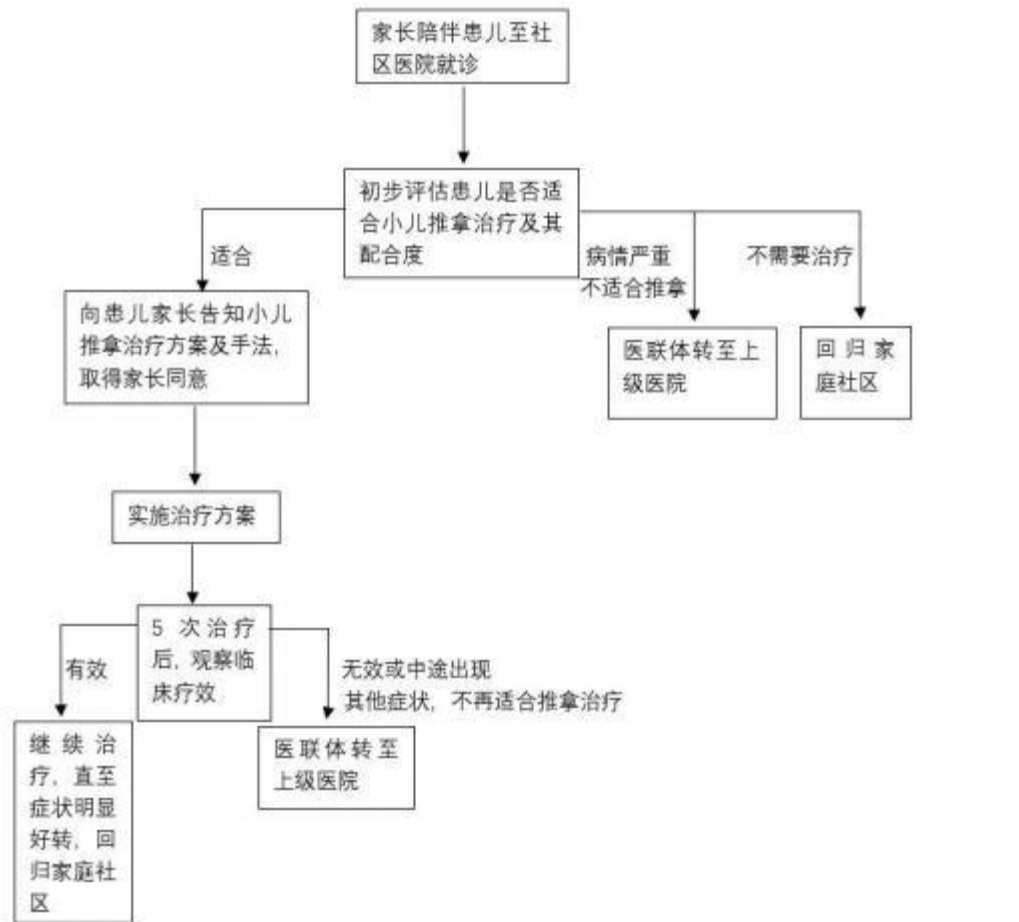 家长陪伴患儿至社
区医院就诊
初步评估患儿是否适
合小儿推拿治疗及其
配合度
适合
病情严重
不适合推拿
不需要治疗
向患儿家长告知小儿
推拿治疗方案及手法，
取得家长同意
医联体转至上
级医院
回归家
庭社区
实施治疗方案
5 次治疗
后，观察临
床疗效
有效
无效或中途出现
其他症状，不再适合推拿治疗
继续治
疗，直至
症状明显
好转，回
归家庭社
区
医联体转至
上级医院